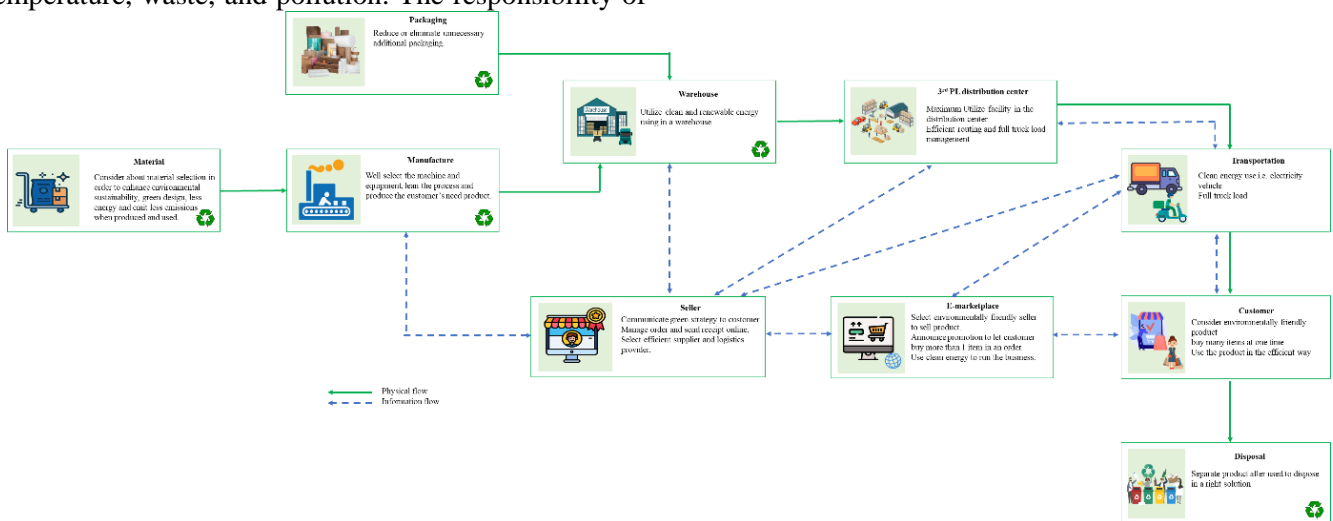 temperature, waste, and pollution. The responsibility of
Packaging
Reduce or eliminate unnecessary
additional packaging.
Warehouse
Utilize clean and renewable energy
using in a warehouse
3rd PL distribution center
Maximum Utilize facility in the
distribution center
Efficient routing and full truck load
management
Material
Consider about material selection in
order to enhance environmental
sustainability, green design, less
energy and emit less emissions
when produced and used.
Manufacture
Well select the machine and
equipment, lean the process and
produce the customer's need product.
Transportation
Clean energy use i.e. electricity
vehicle
Full truck load
Seller
Communicate green strategy to customer
Manage order and send receipt online.
Select efficient supplier and logistics
provider.
E-marketplace
Select environmentally friendly seller
to sell product.
Announce promotion to let customer
buy more than 1 item in an order.
Use clean energy to run the business.
Customer
Consider environmentally friendly
product
buy many items at one time
Use the product in the efficient way
Physical flow
Information flow
Disposal
Separate product after used to dispose
in a right solution